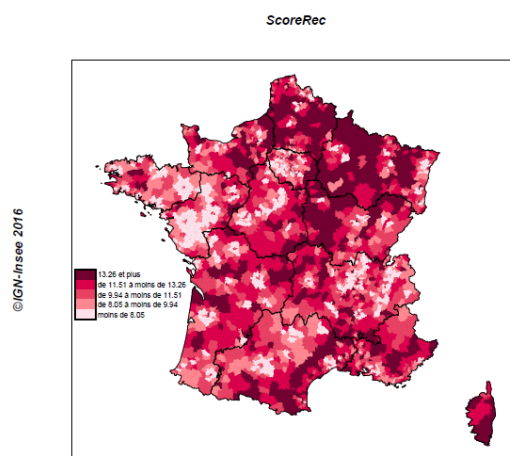 ScoreRec
©IGN-Insee 2016
13.26 et plus
de 11.51 à moins de 13.26
de 9.94 à moins de 11.51
de 8.05 à moins de 9.94
moins de 8.05